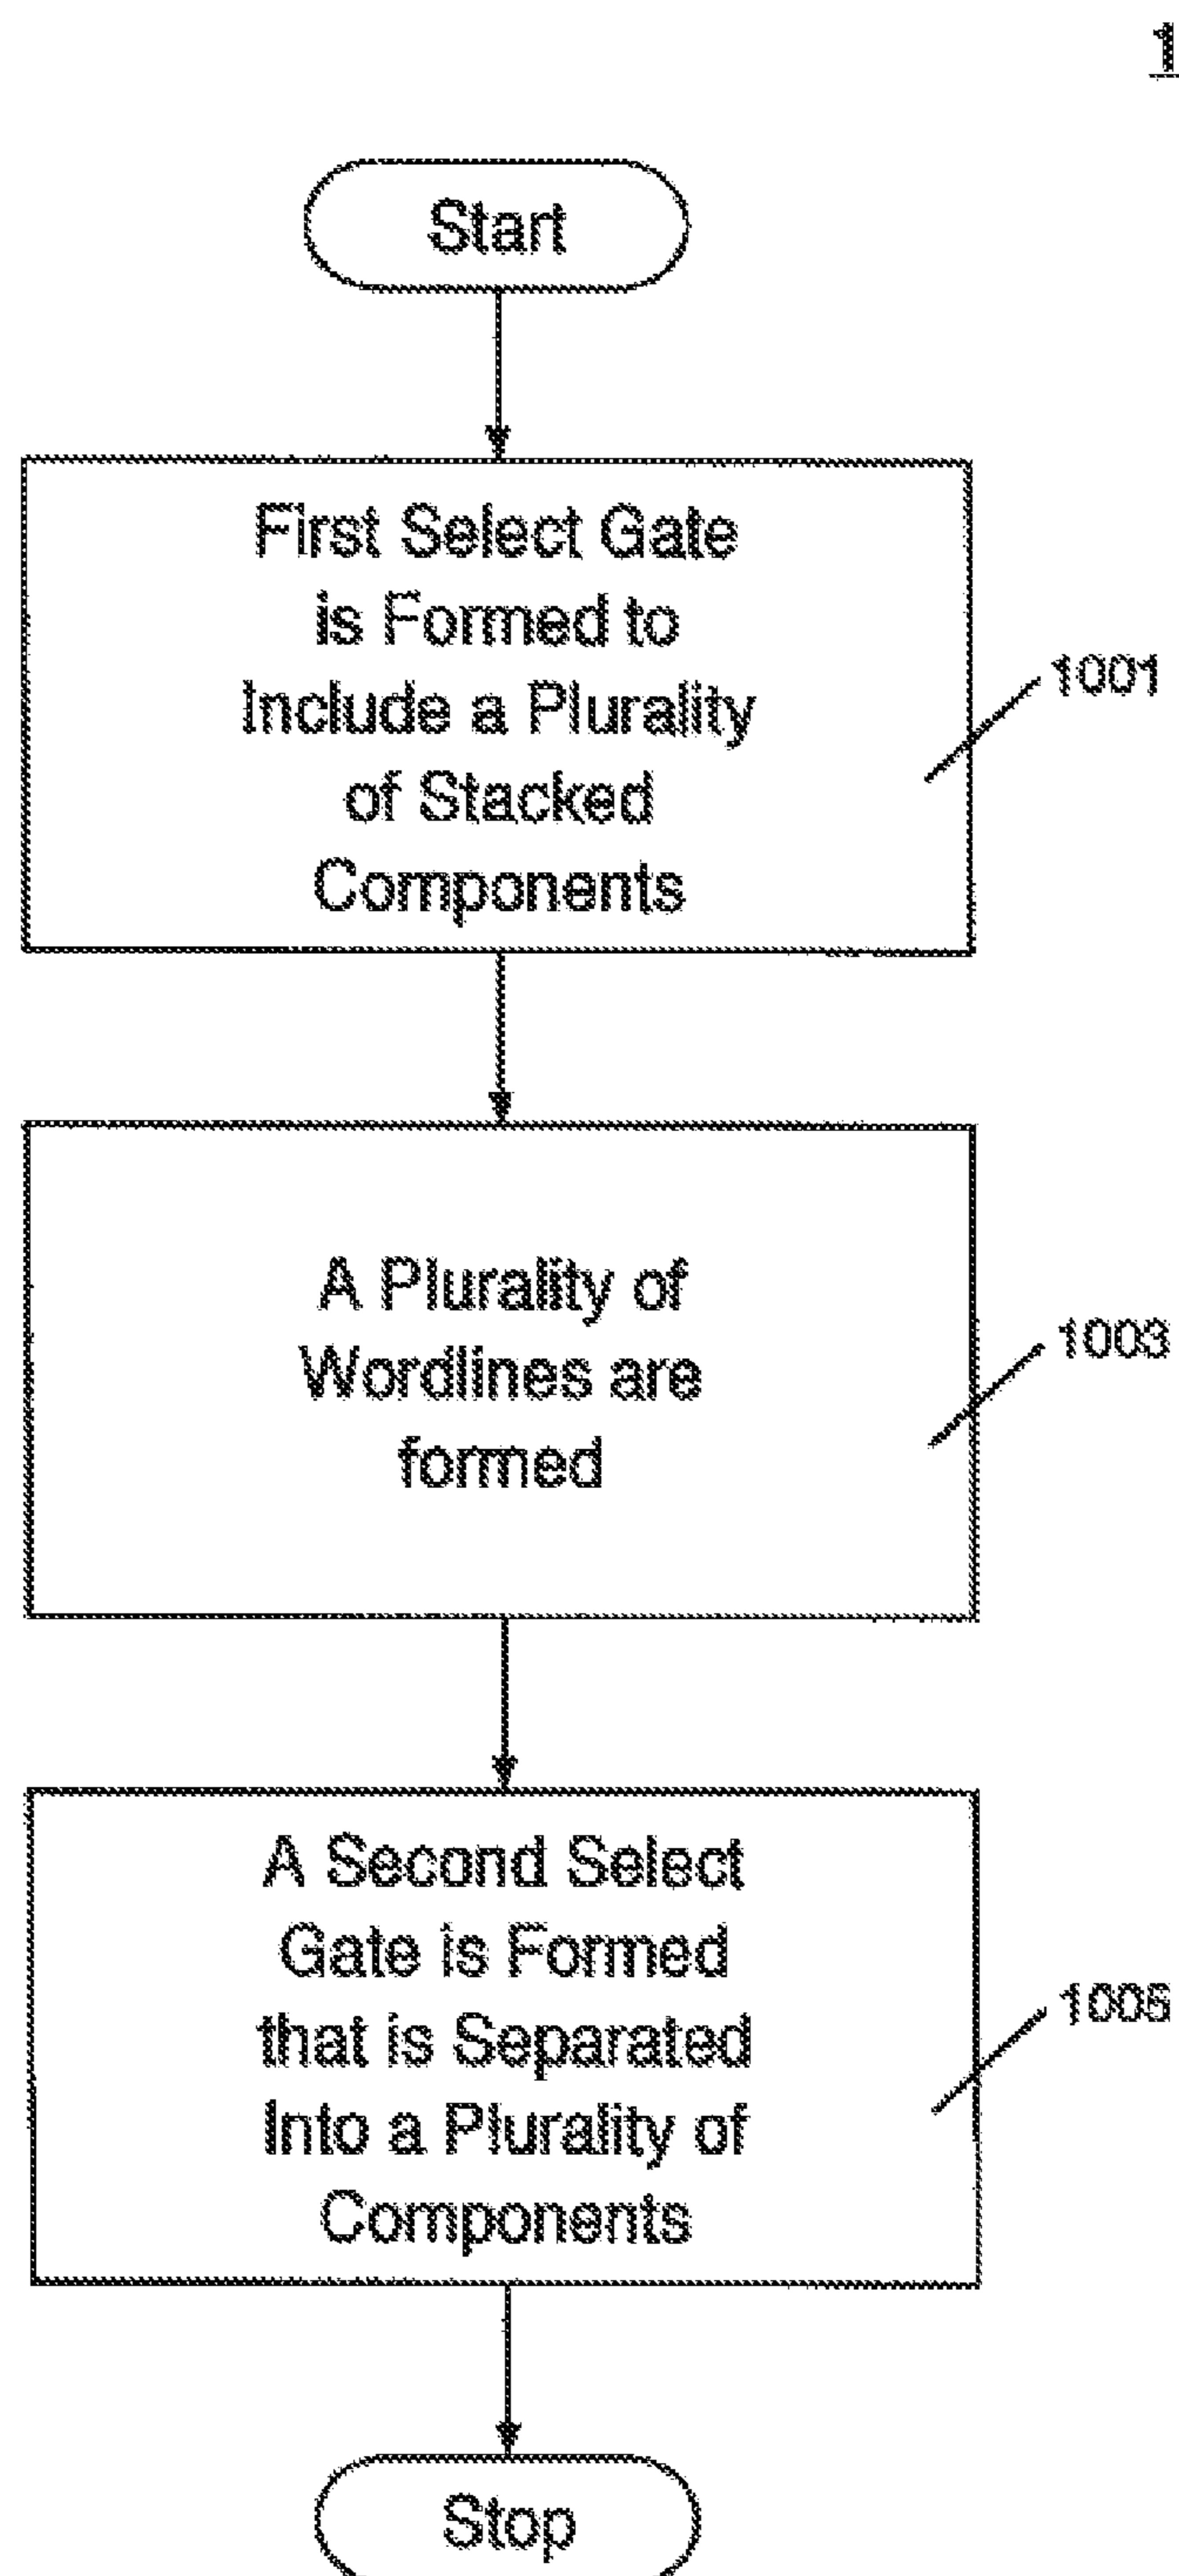 Start
First Select Gate
is Formed to
Include a Plurality
of Stacked
Components
1001
A Plurality of
Wordlines are
formed
1003
A Second Select
Gate is Formed
that is Separated
Into a Plurality of
Components
1005
Stop